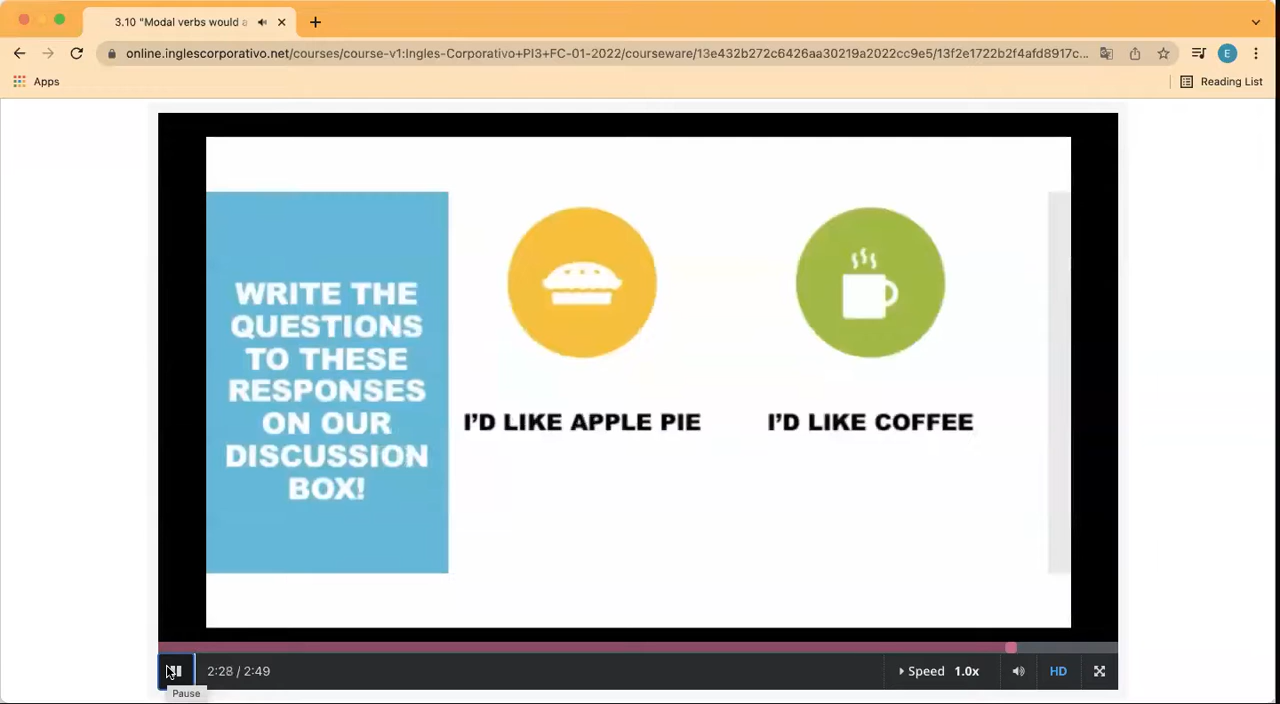 3.10 "Modal verbs would a
online.inglescorporativo.net/courses/course-v1:Ingles-Corporativo+PI3+FC-01-2022/courseware/13e432b272c6426aa30219a2022cc9e5/13f2e1722b2f4afd8917c...
E
Apps
Reading List
WRITE THE
QUESTIONS
TO THESE
RESPONSES
ON OUR
DISCUSSION
BOX!
I'D LIKE APPLE PIE
I'D LIKE COFFEE
2:28 / 2:49
Speed 1.0x
HD
Pause